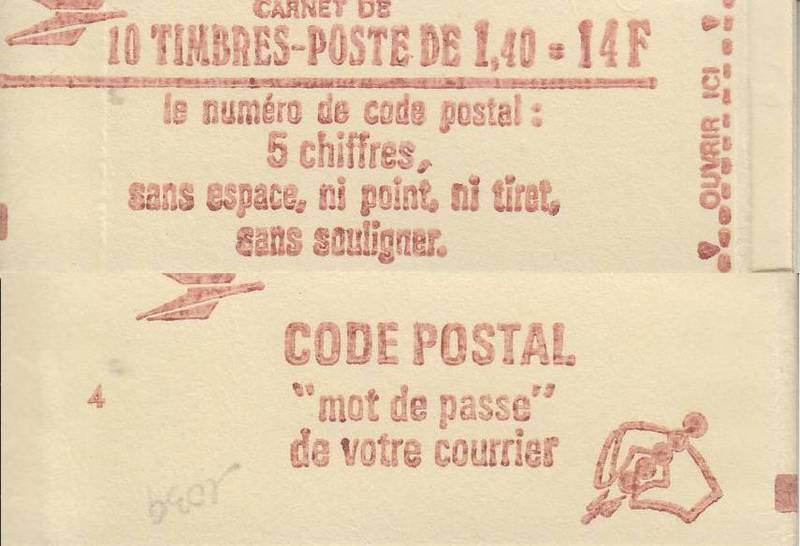 CARNET DE
10 TIMBRES-POSTE DE 1,40 = 14 F
le numéro de code postal :
5 chiffres,
sans espace, ni point, ni tiret,
sans souligner.
OUVRIR ICI
CODE POSTAL
"mot de passe"
de votre courrier
4